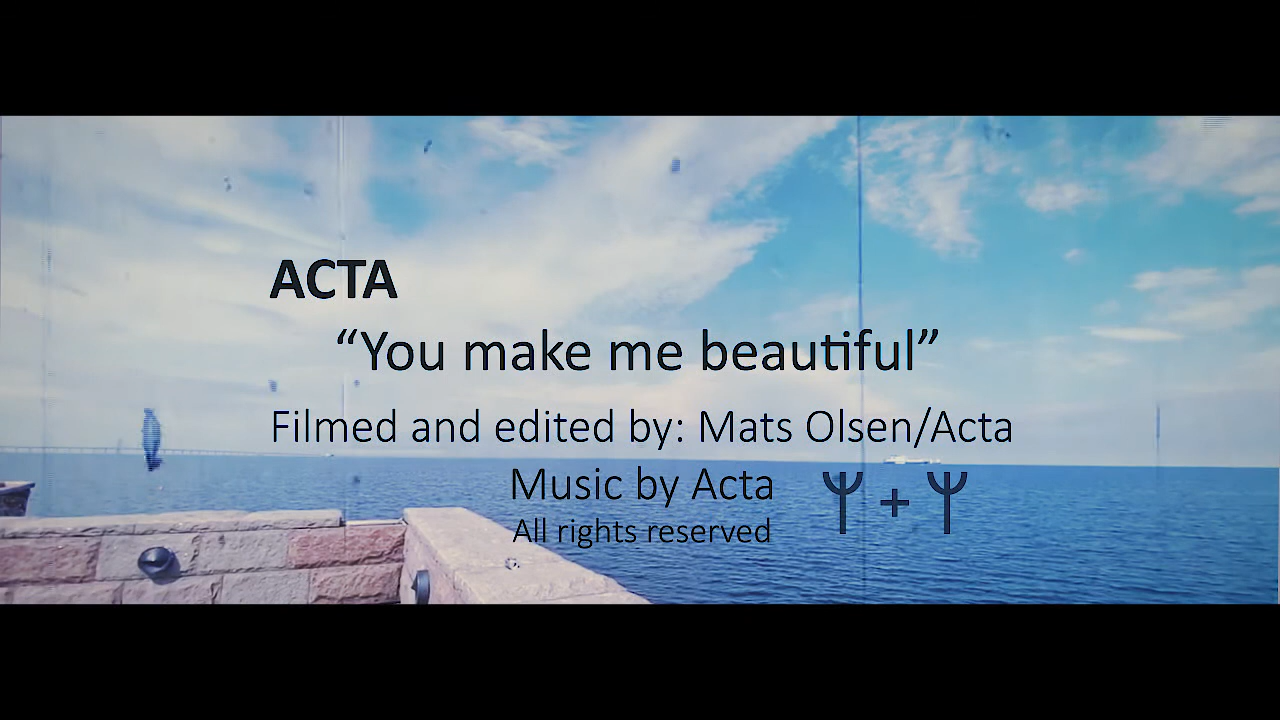 ACTA
“You make me beautiful”
Filmed and edited by: Mats Olsen/Acta
Music by Acta
All rights reserved
ᛉ + ᛉ